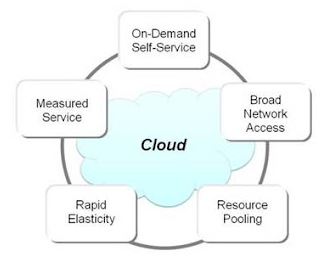 On-Demand
Self-Service
Measured
Service
Broad
Network
Access
Cloud
Rapid
Elasticity
Resource
Pooling